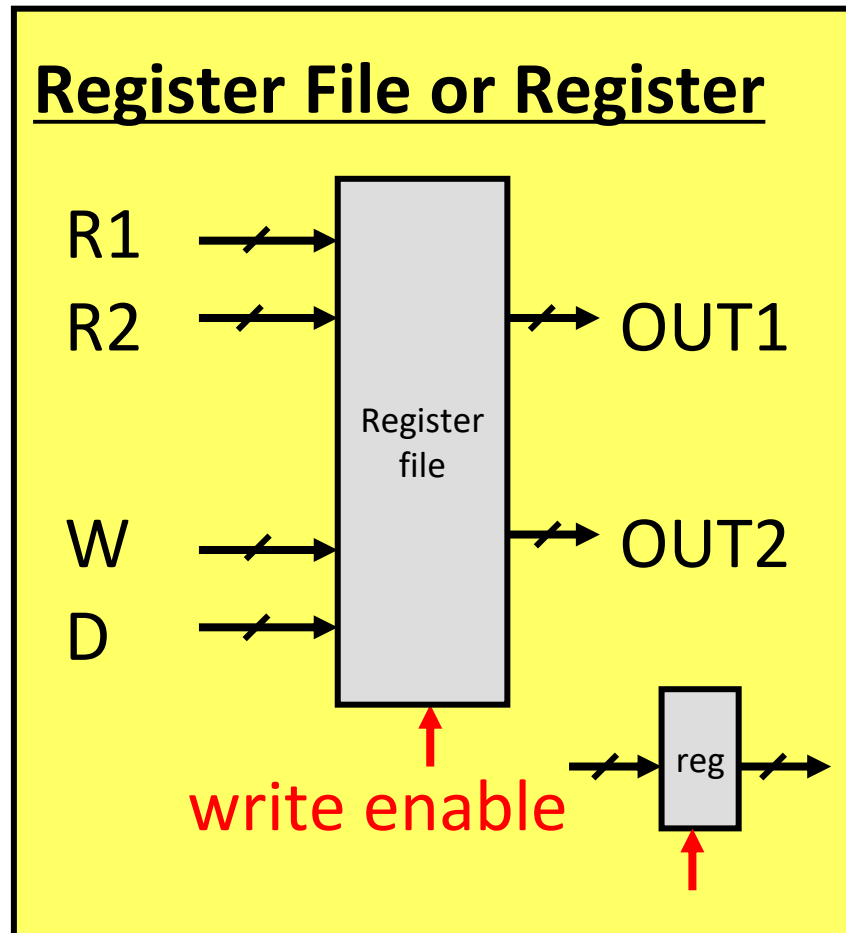 Register File or Register
R1
R2
OUT1
Register
file
W
OUT2
D
reg
write enable